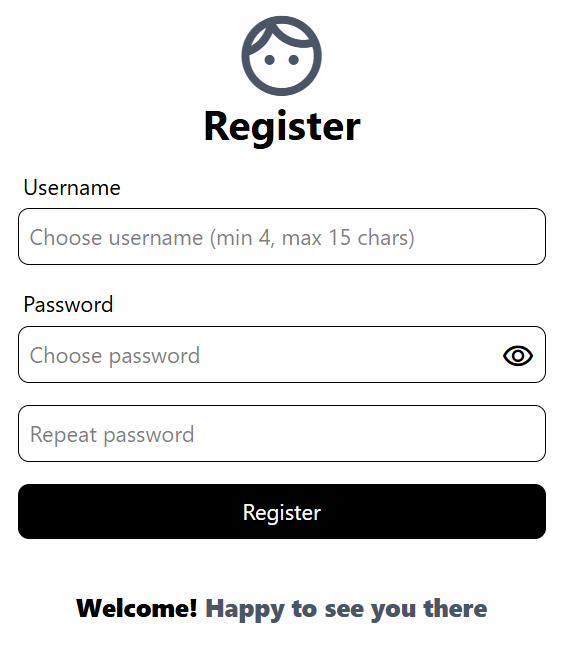 Register
Username
Choose username (min 4, max 15 chars)
Password
Choose password
Repeat password
Register
Welcome! Happy to see you there